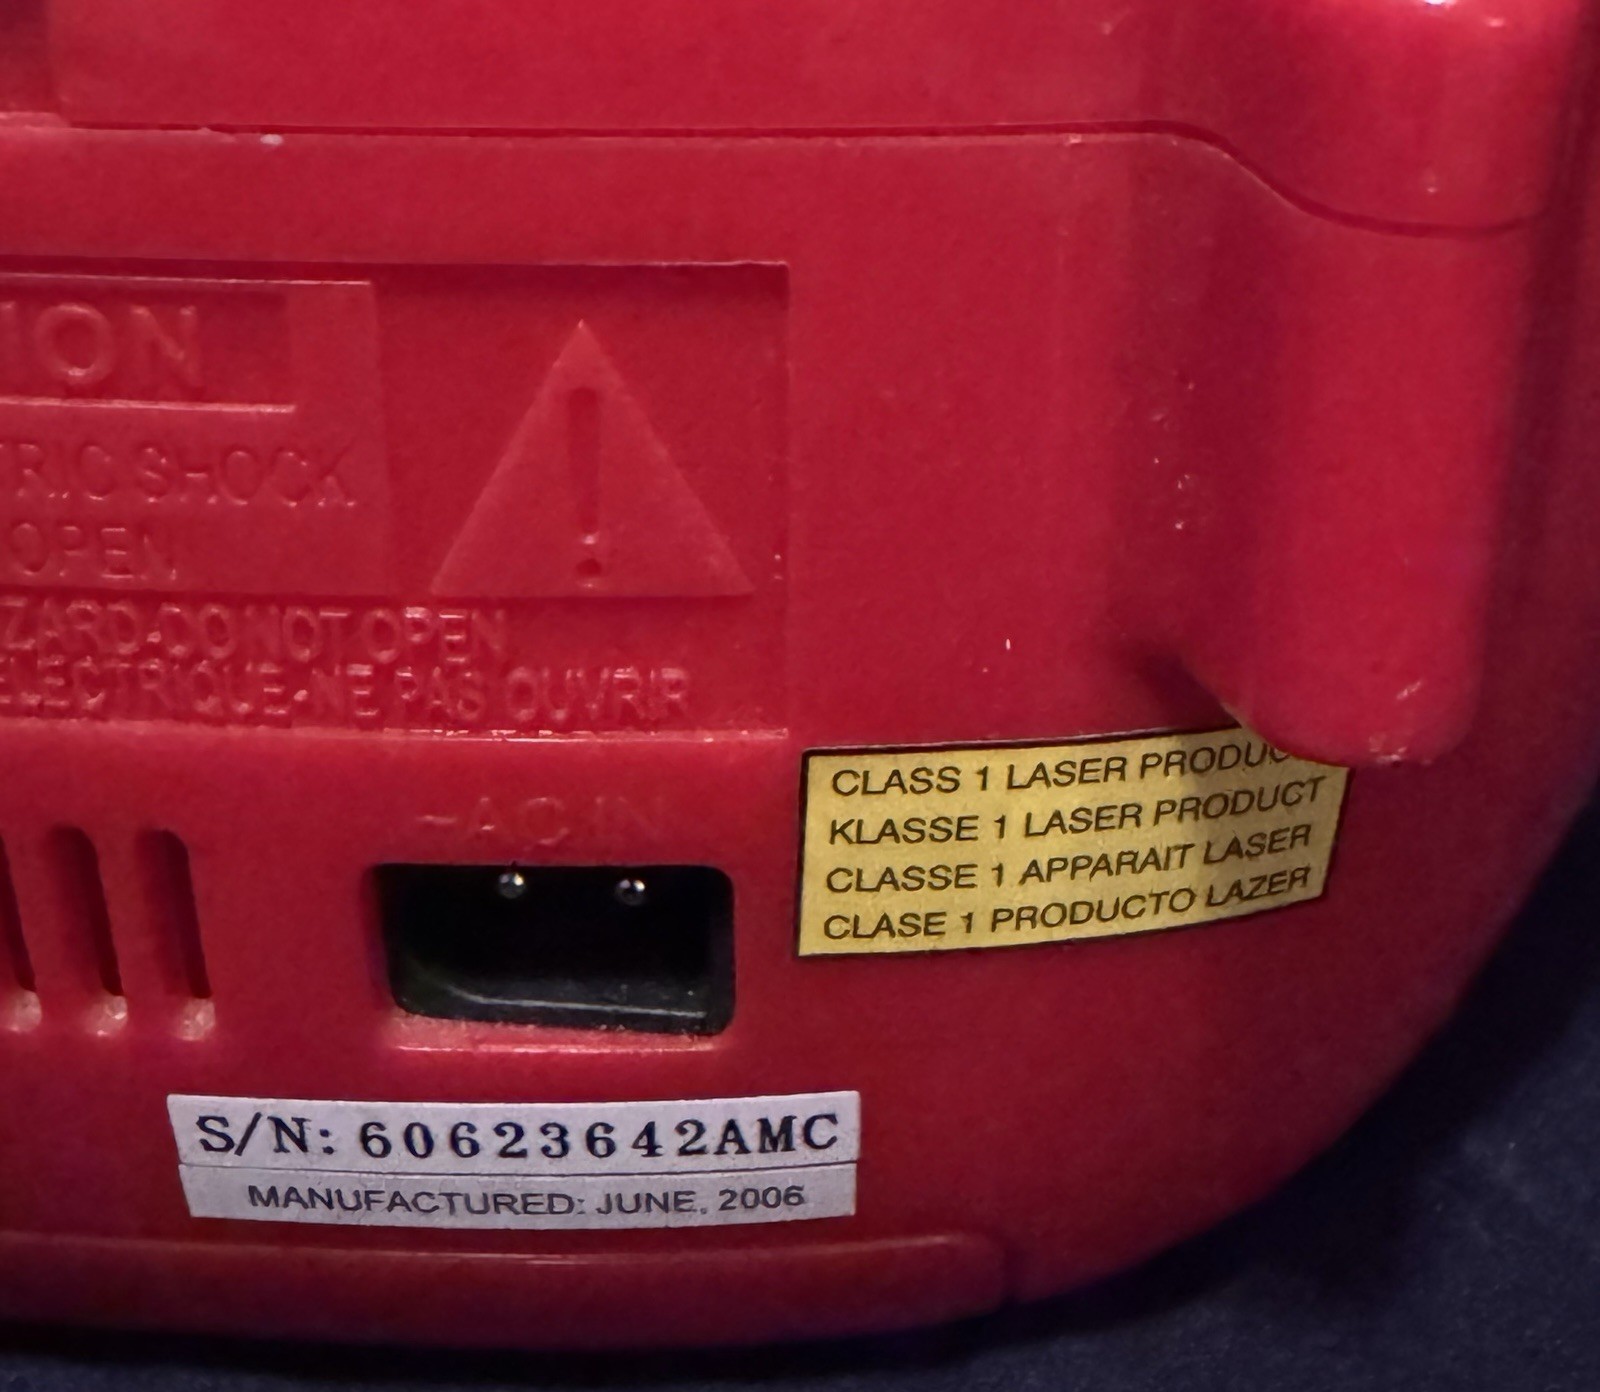 ION
TRIC SHOCK
OPEN
ZARD-DO NOT OPEN
ELECTRIQUE-NE PAS OUVRIR
~AC IN
CLASS 1 LASER PRODUC
KLASSE 1 LASER PRODUCT
CLASSE 1 APPARAIT LASER
CLASE 1 PRODUCTO LAZER
S/N: 60623642AMC
MANUFACTURED: JUNE, 2006